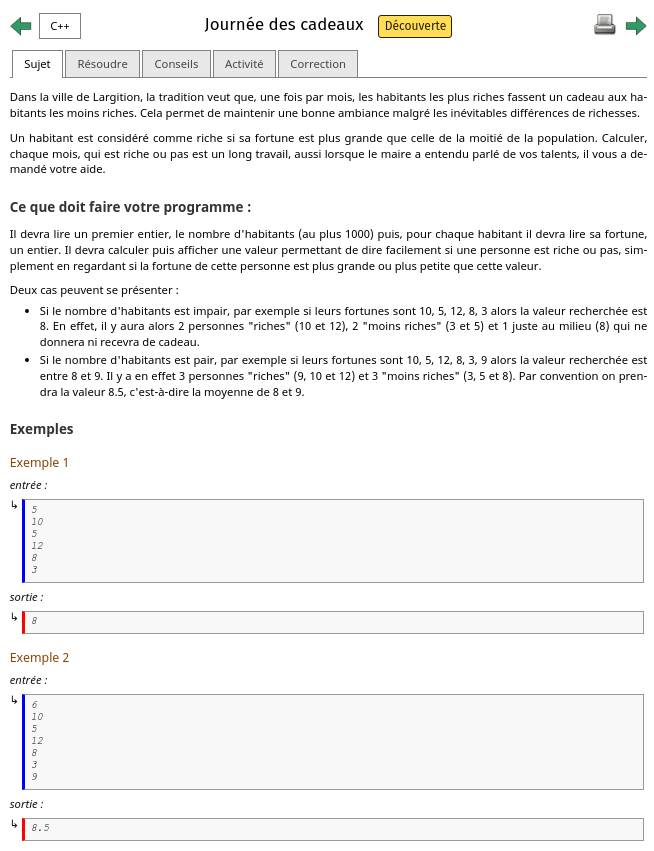 C++
Journée des cadeaux
Découverte
Sujet
Résoudre
Conseils
Activité
Correction
Dans la ville de Largition, la tradition veut que, une fois par mois, les habitants les plus riches fassent un cadeau aux ha-
bitants les moins riches. Cela permet de maintenir une bonne ambiance malgré les inévitables différences de richesses.
Un habitant est considéré comme riche si sa fortune est plus grande que celle de la moitié de la population. Calculer,
chaque mois, qui est riche ou pas est un long travail, aussi lorsque le maire a entendu parlé de vos talents, il vous a de-
mandé votre aide.
Ce que doit faire votre programme :
Il devra lire un premier entier, le nombre d'habitants (au plus 1000) puis, pour chaque habitant il devra lire sa fortune,
un entier. Il devra calculer puis afficher une valeur permettant de dire facilement si une personne est riche ou pas, sim-
plement en regardant si la fortune de cette personne est plus grande ou plus petite que cette valeur.
Deux cas peuvent se présenter :
• Si le nombre d'habitants est impair, par exemple si leurs fortunes sont 10, 5, 12, 8, 3 alors la valeur recherchée est
8. En effet, il y aura alors 2 personnes "riches" (10 et 12), 2 "moins riches" (3 et 5) et 1 juste au milieu (8) qui ne
donnera ni recevra de cadeau.
• Si le nombre d'habitants est pair, par exemple si leurs fortunes sont 10, 5, 12, 8, 3, 9 alors la valeur recherchée est
entre 8 et 9. Il y a en effet 3 personnes "riches" (9, 10 et 12) et 3 "moins riches" (3, 5 et 8). Par convention on pren-
dra la valeur 8.5, c'est-à-dire la moyenne de 8 et 9.
Exemples
Exemple 1
entrée :
5
10
5
12
8
3
sortie :
8
Exemple 2
entrée :
6
10
5
12
8
3
9
sortie :
8.5